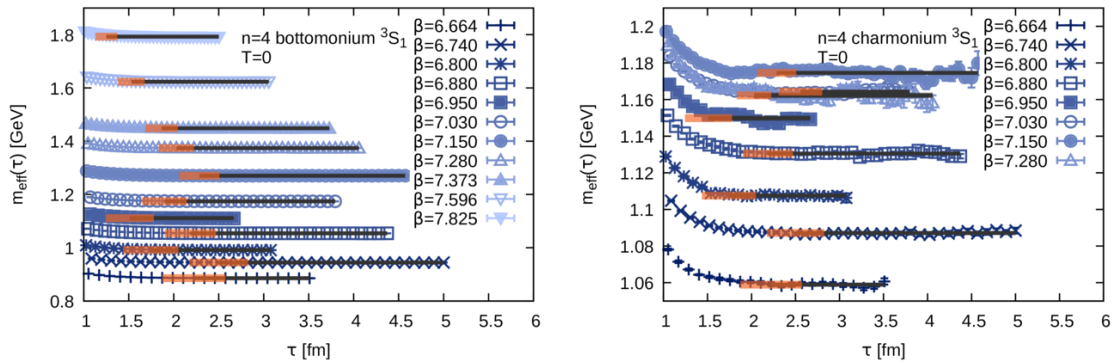 1.8
1.6
1.4
1.2
1
0.8
m_eff(τ) [GeV]
n=4 bottomonium ³S₁
T=0
β=6.664
β=6.740
β=6.800
β=6.880
β=6.950
β=7.030
β=7.150
β=7.280
β=7.373
β=7.596
β=7.825
1 1.5 2 2.5 3 3.5 4 4.5 5 5.5 6
τ [fm]
1.2
1.18
1.16
1.14
1.12
1.1
1.08
1.06
m_eff(τ) [GeV]
n=4 charmonium ³S₁
T=0
β=6.664
β=6.740
β=6.800
β=6.880
β=6.950
β=7.030
β=7.150
β=7.280
1 1.5 2 2.5 3 3.5 4 4.5 5 5.5 6
τ [fm]